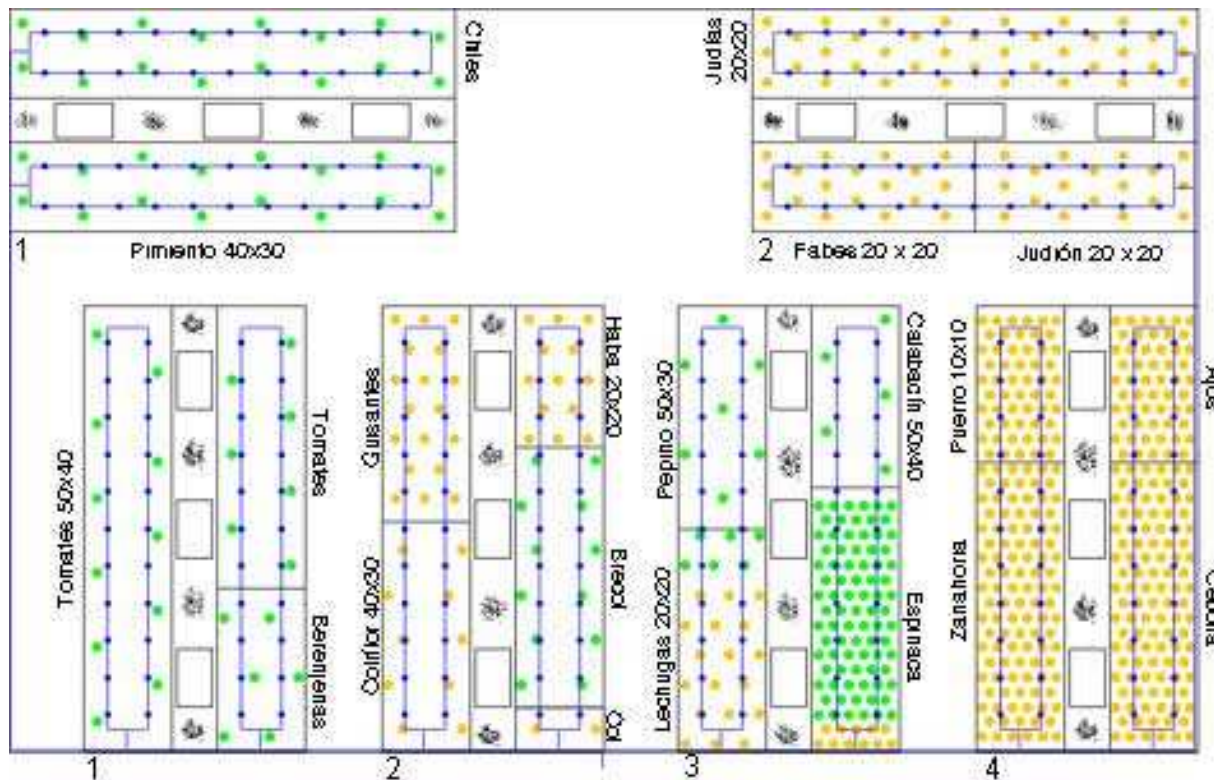 Chiles
Judías
20x20
1
Pimiento 40x30
2
Fabes 20 x 20
Judión 20 x 20
Tomates 50x40
Tomates
Berenjenas
Guisantes
Coliflor 40x30
Haba 20x20
Brecol
Col
Pepino 50x30
Lechugas 20x20
Calabacín 50x40
Espinaca
Puerro 10x10
Zanahoria
1
2
3
4